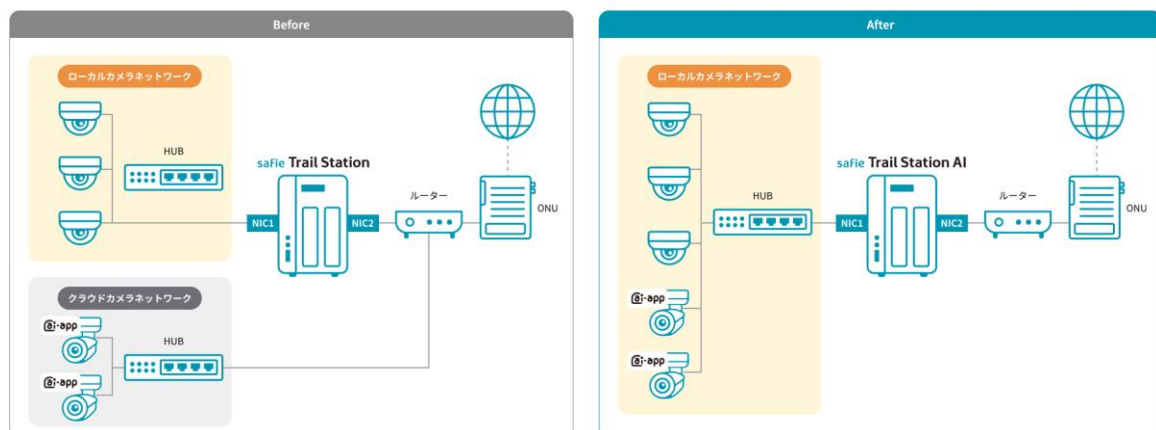 Before
ローカルカメラネットワーク
HUB
safie Trail Station
NIC1
NIC2
ルーター
ONU
クラウドカメラネットワーク
ai-app
HUB
ai-app
After
ローカルカメラネットワーク
HUB
safie Trail Station AI
NIC1
NIC2
ルーター
ONU
ai-app
ai-app